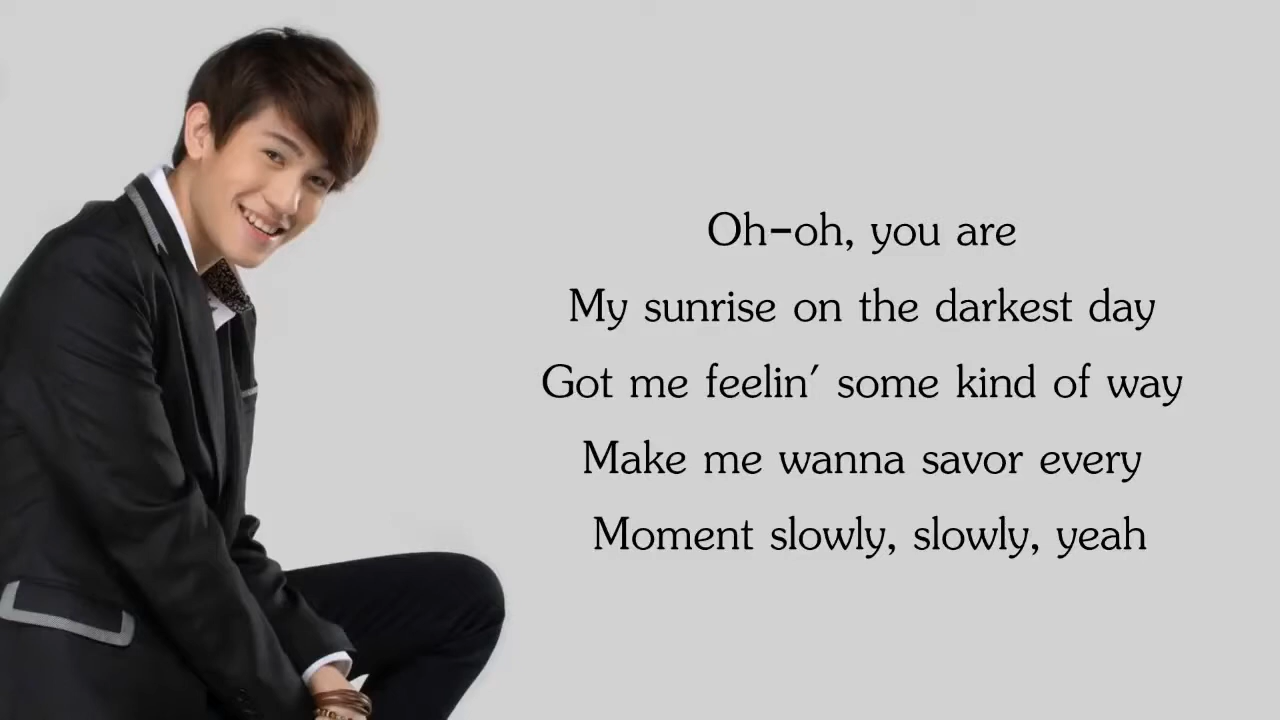 Oh-oh, you are
My sunrise on the darkest day
Got me feelin' some kind of way
Make me wanna savor every
Moment slowly, slowly, yeah